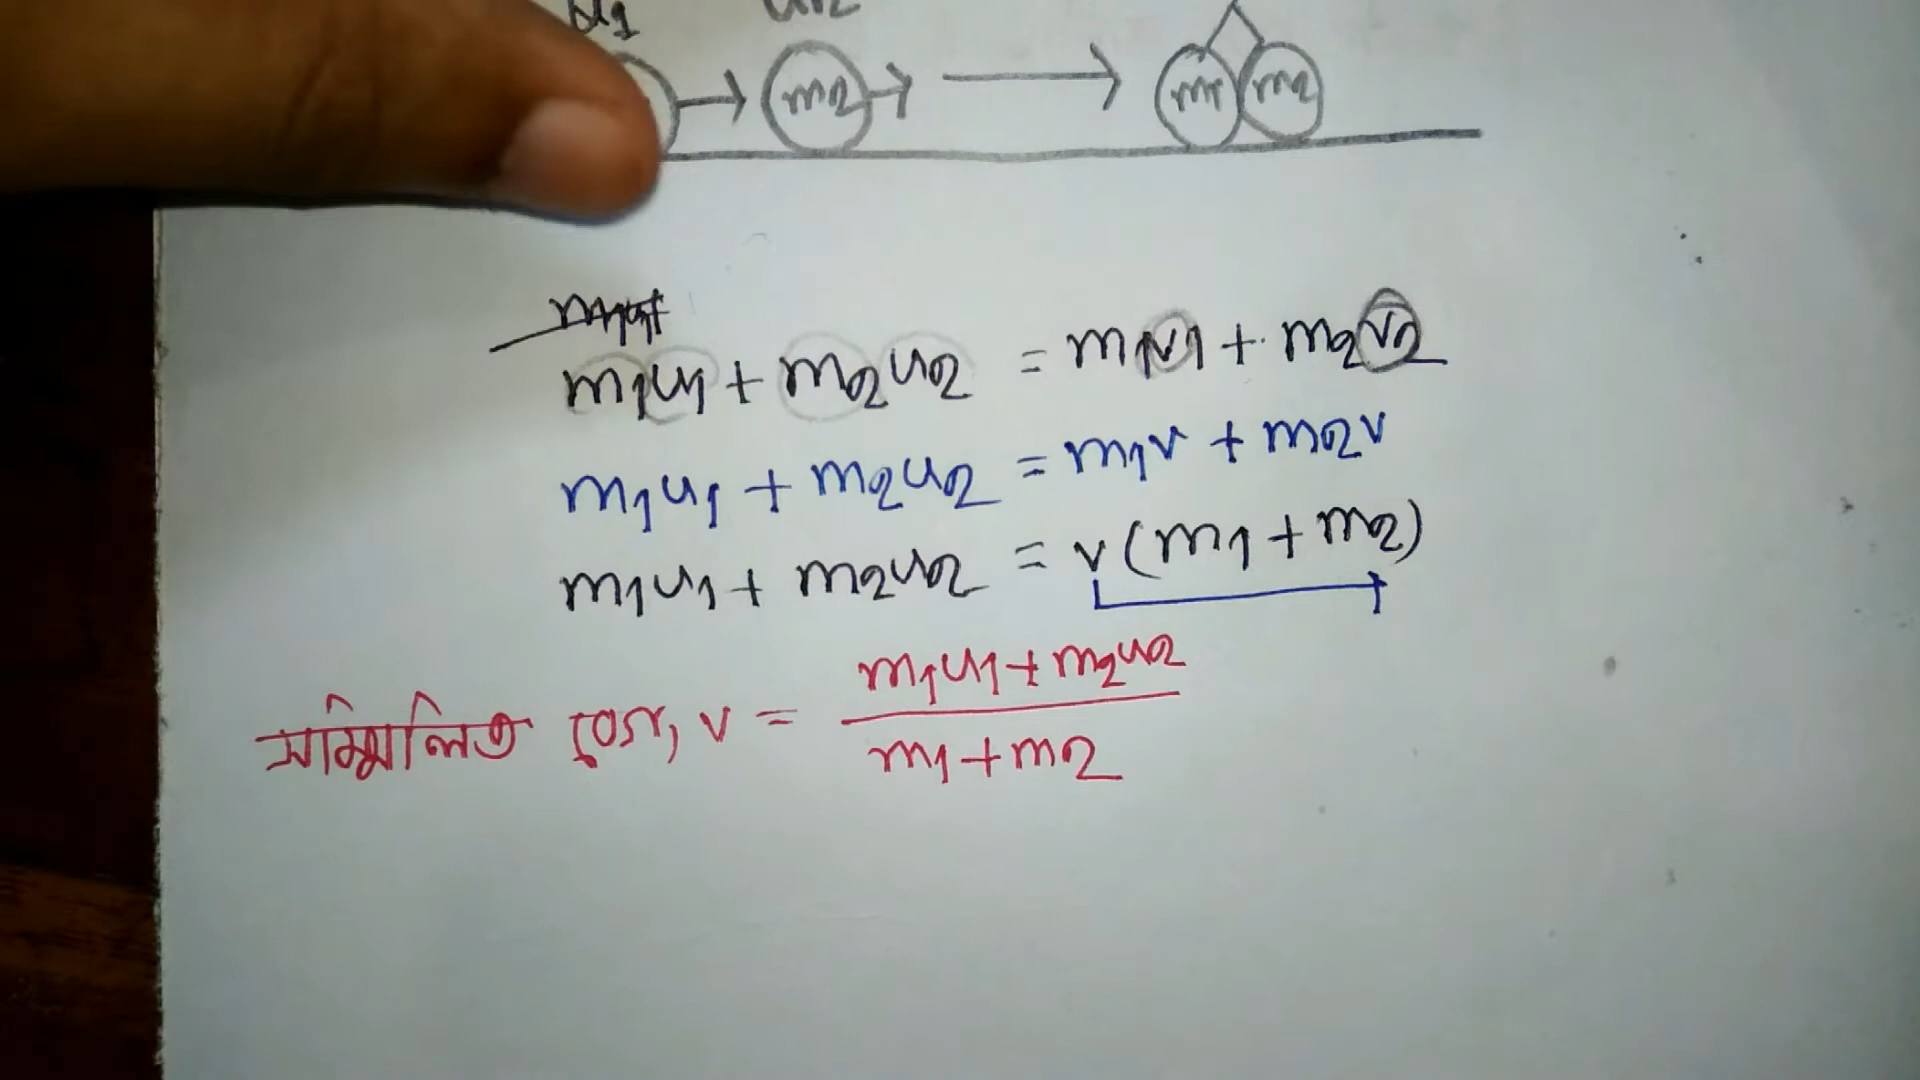 u1
m2 m1 m2
m1u1 + m2u2 = m1v1 + m2v2
m1u1 + m2u2 = m1v + m2v
m1u1 + m2u2 = v(m1 + m2)
সম্মিলিত বেগ, v = m1u1+m2u2 / m1+m2